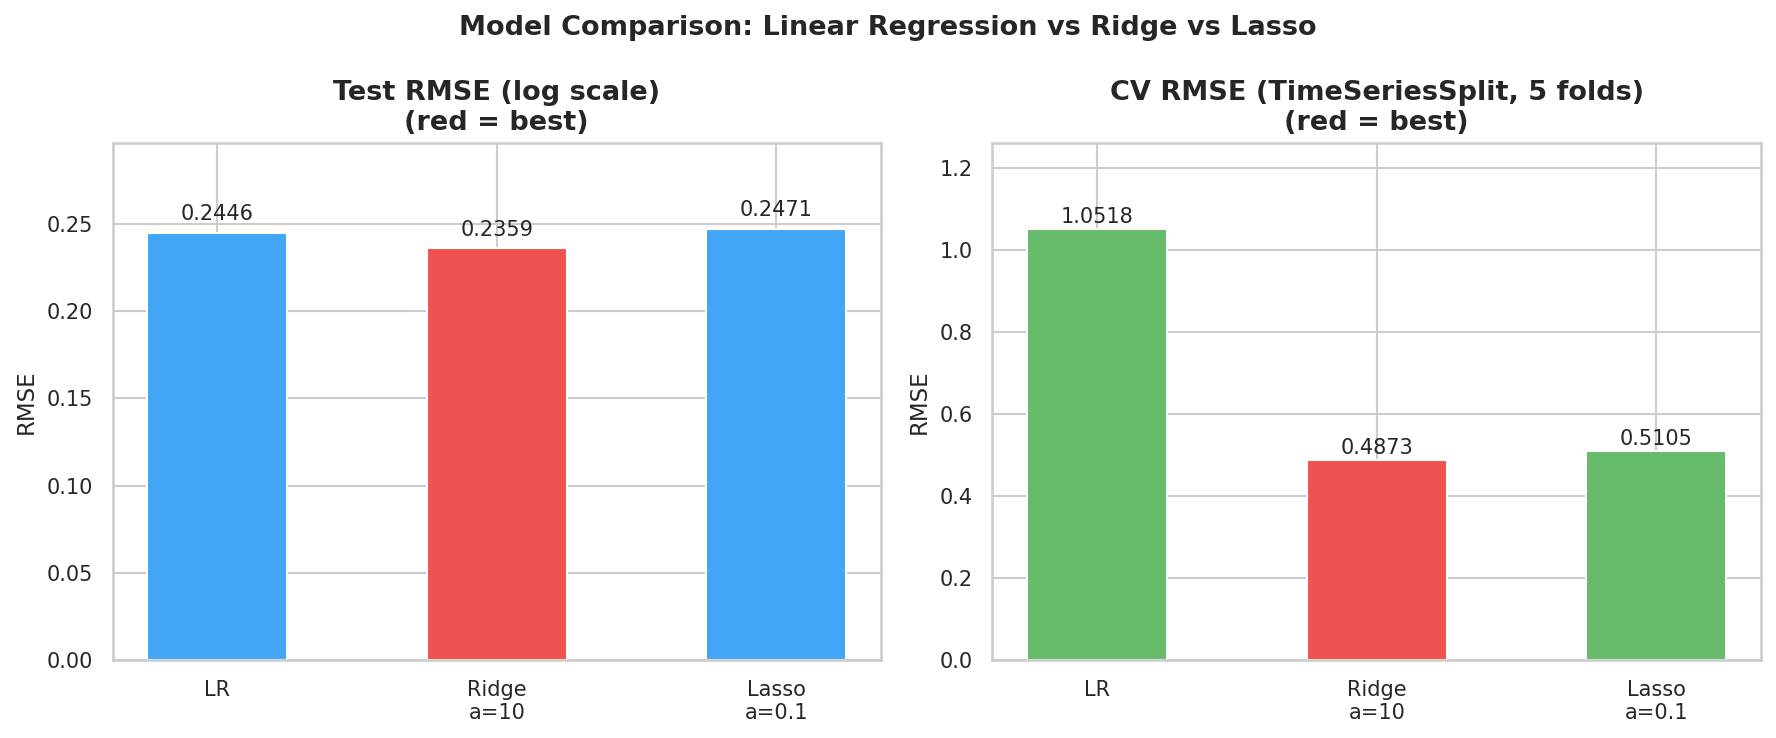 Model Comparison: Linear Regression vs Ridge vs Lasso
Test RMSE (log scale)
(red = best)
RMSE
0.25
0.20
0.15
0.10
0.05
0.00
0.2446
0.2359
0.2471
LR
Ridge
a=10
Lasso
a=0.1
CV RMSE (TimeSeriesSplit, 5 folds)
(red = best)
RMSE
1.2
1.0
0.8
0.6
0.4
0.2
0.0
1.0518
0.4873
0.5105
LR
Ridge
a=10
Lasso
a=0.1